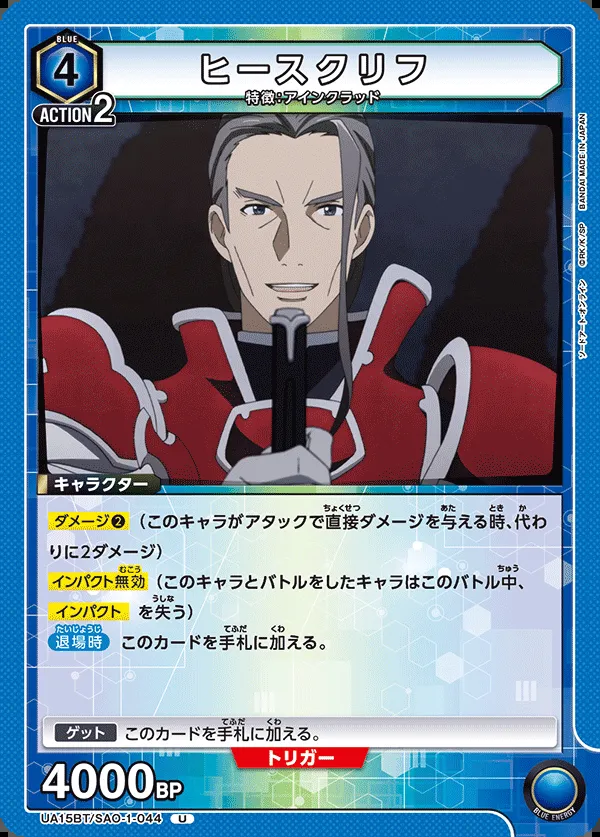 BLUE
4
ACTION2
ヒースクリフ
特徴:アインクラッド
ソードアート・オンライン ©RK/K/SP BANDAI MADE IN JAPAN
キャラクター
ダメージ❷ (このキャラがアタックで直接ダメージを与える時、代わ
りに2ダメージ)
インパクト無効 (このキャラとバトルをしたキャラはこのバトル中、
インパクト を失う)
退場時 このカードを手札に加える。
ゲット このカードを手札に加える。
トリガー
4000BP
BLUE ENERGY
UA15BT/SAO-1-044 U